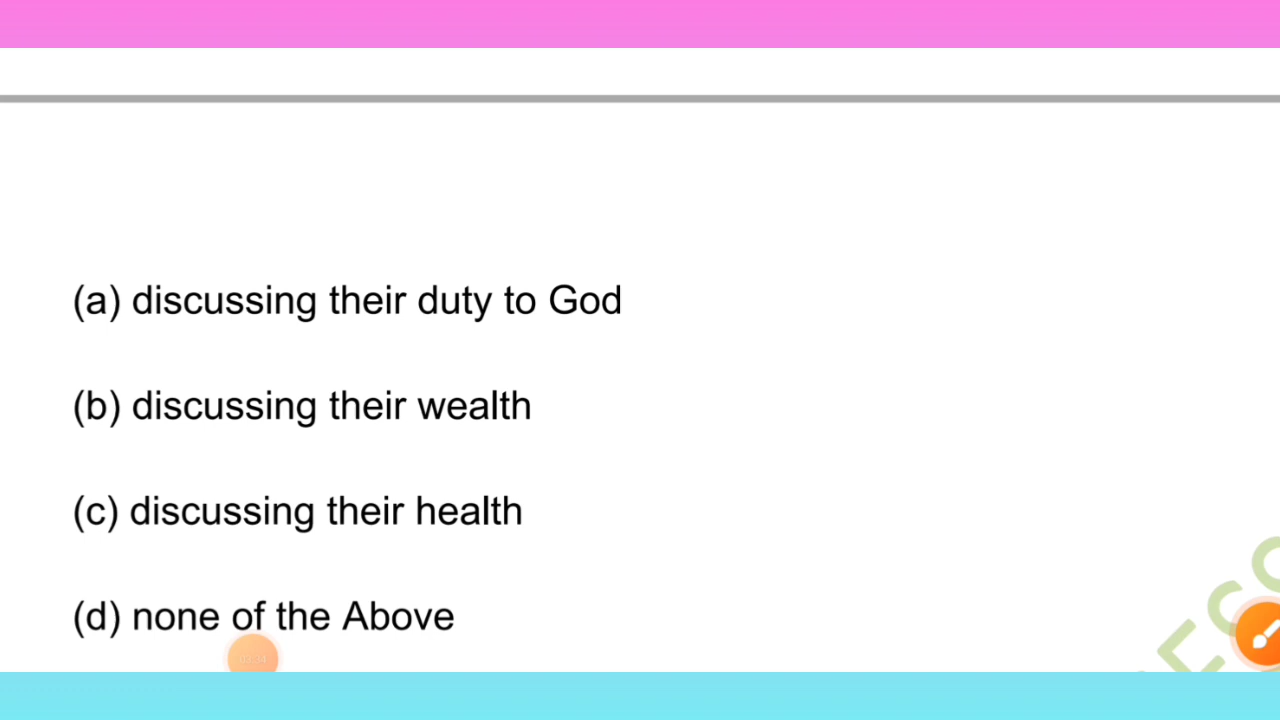 (a) discussing their duty to God
(b) discussing their wealth
(c) discussing their health
(d) none of the Above